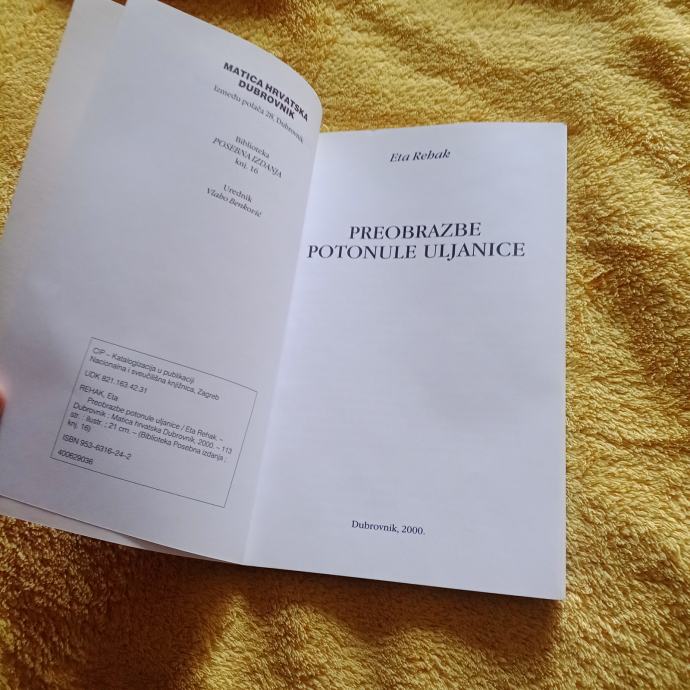 MATICA HRVATSKA
DUBROVNIK
Između polača 28, Dubrovnik
Biblioteka
POSEBNA IZDANJA
knj. 16
Urednik
Vlaho Benković
CIP – Katalogizacija u publikaciji
Nacionalna i sveučilišna knjižnica, Zagreb
UDK 821.163.42.31
REHAK, Eta
Preobrazbe potonule uljanice / Eta Rehak. –
Dubrovnik : Matica hrvatska Dubrovnik, 2000. – 113
str. : ilustr. ; 21 cm. – (Biblioteka Posebna izdanja ;
knj. 16)
ISBN 953–6316–24–2
400629036
Eta Rehak
PREOBRAZBE
POTONULE ULJANICE
Dubrovnik, 2000.